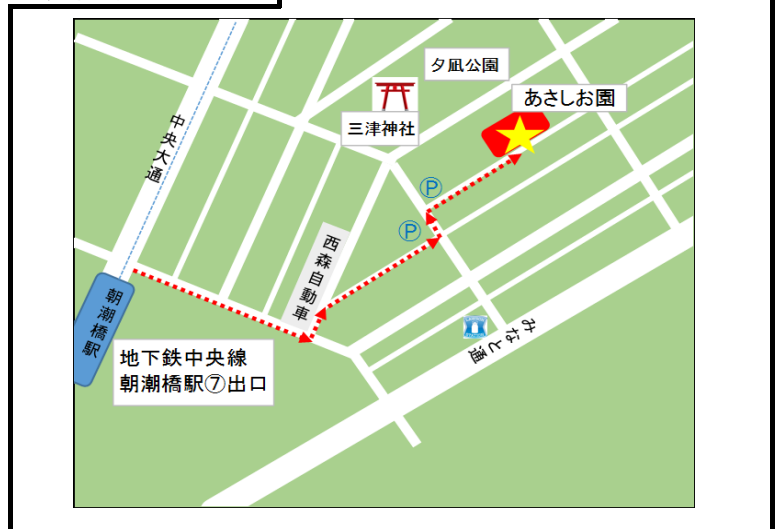 夕凪公園
あさしお園
三津神社
中央大通
Ⓟ
Ⓟ
西森自動車
朝潮橋駅
みなと通
地下鉄中央線
朝潮橋駅⑦出口